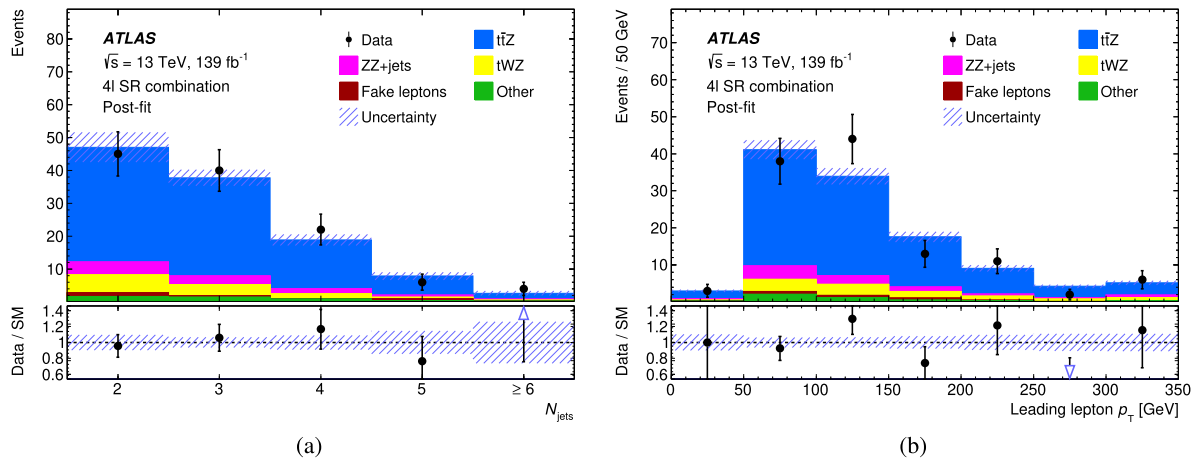 Events
80
70
60
50
40
30
20
10
ATLAS
√s = 13 TeV, 139 fb⁻¹
4l SR combination
Post-fit
Data
tt̄Z
ZZ+jets
tWZ
Fake leptons
Other
Uncertainty
Data / SM
1.4
1.2
1
0.8
0.6
2
3
4
5
≥ 6
N_jets
(a)
Events / 50 GeV
70
60
50
40
30
20
10
ATLAS
√s = 13 TeV, 139 fb⁻¹
4l SR combination
Post-fit
Data
tt̄Z
ZZ+jets
tWZ
Fake leptons
Other
Uncertainty
Data / SM
1.4
1.2
1
0.8
0.6
0
50
100
150
200
250
300
350
Leading lepton p_T [GeV]
(b)